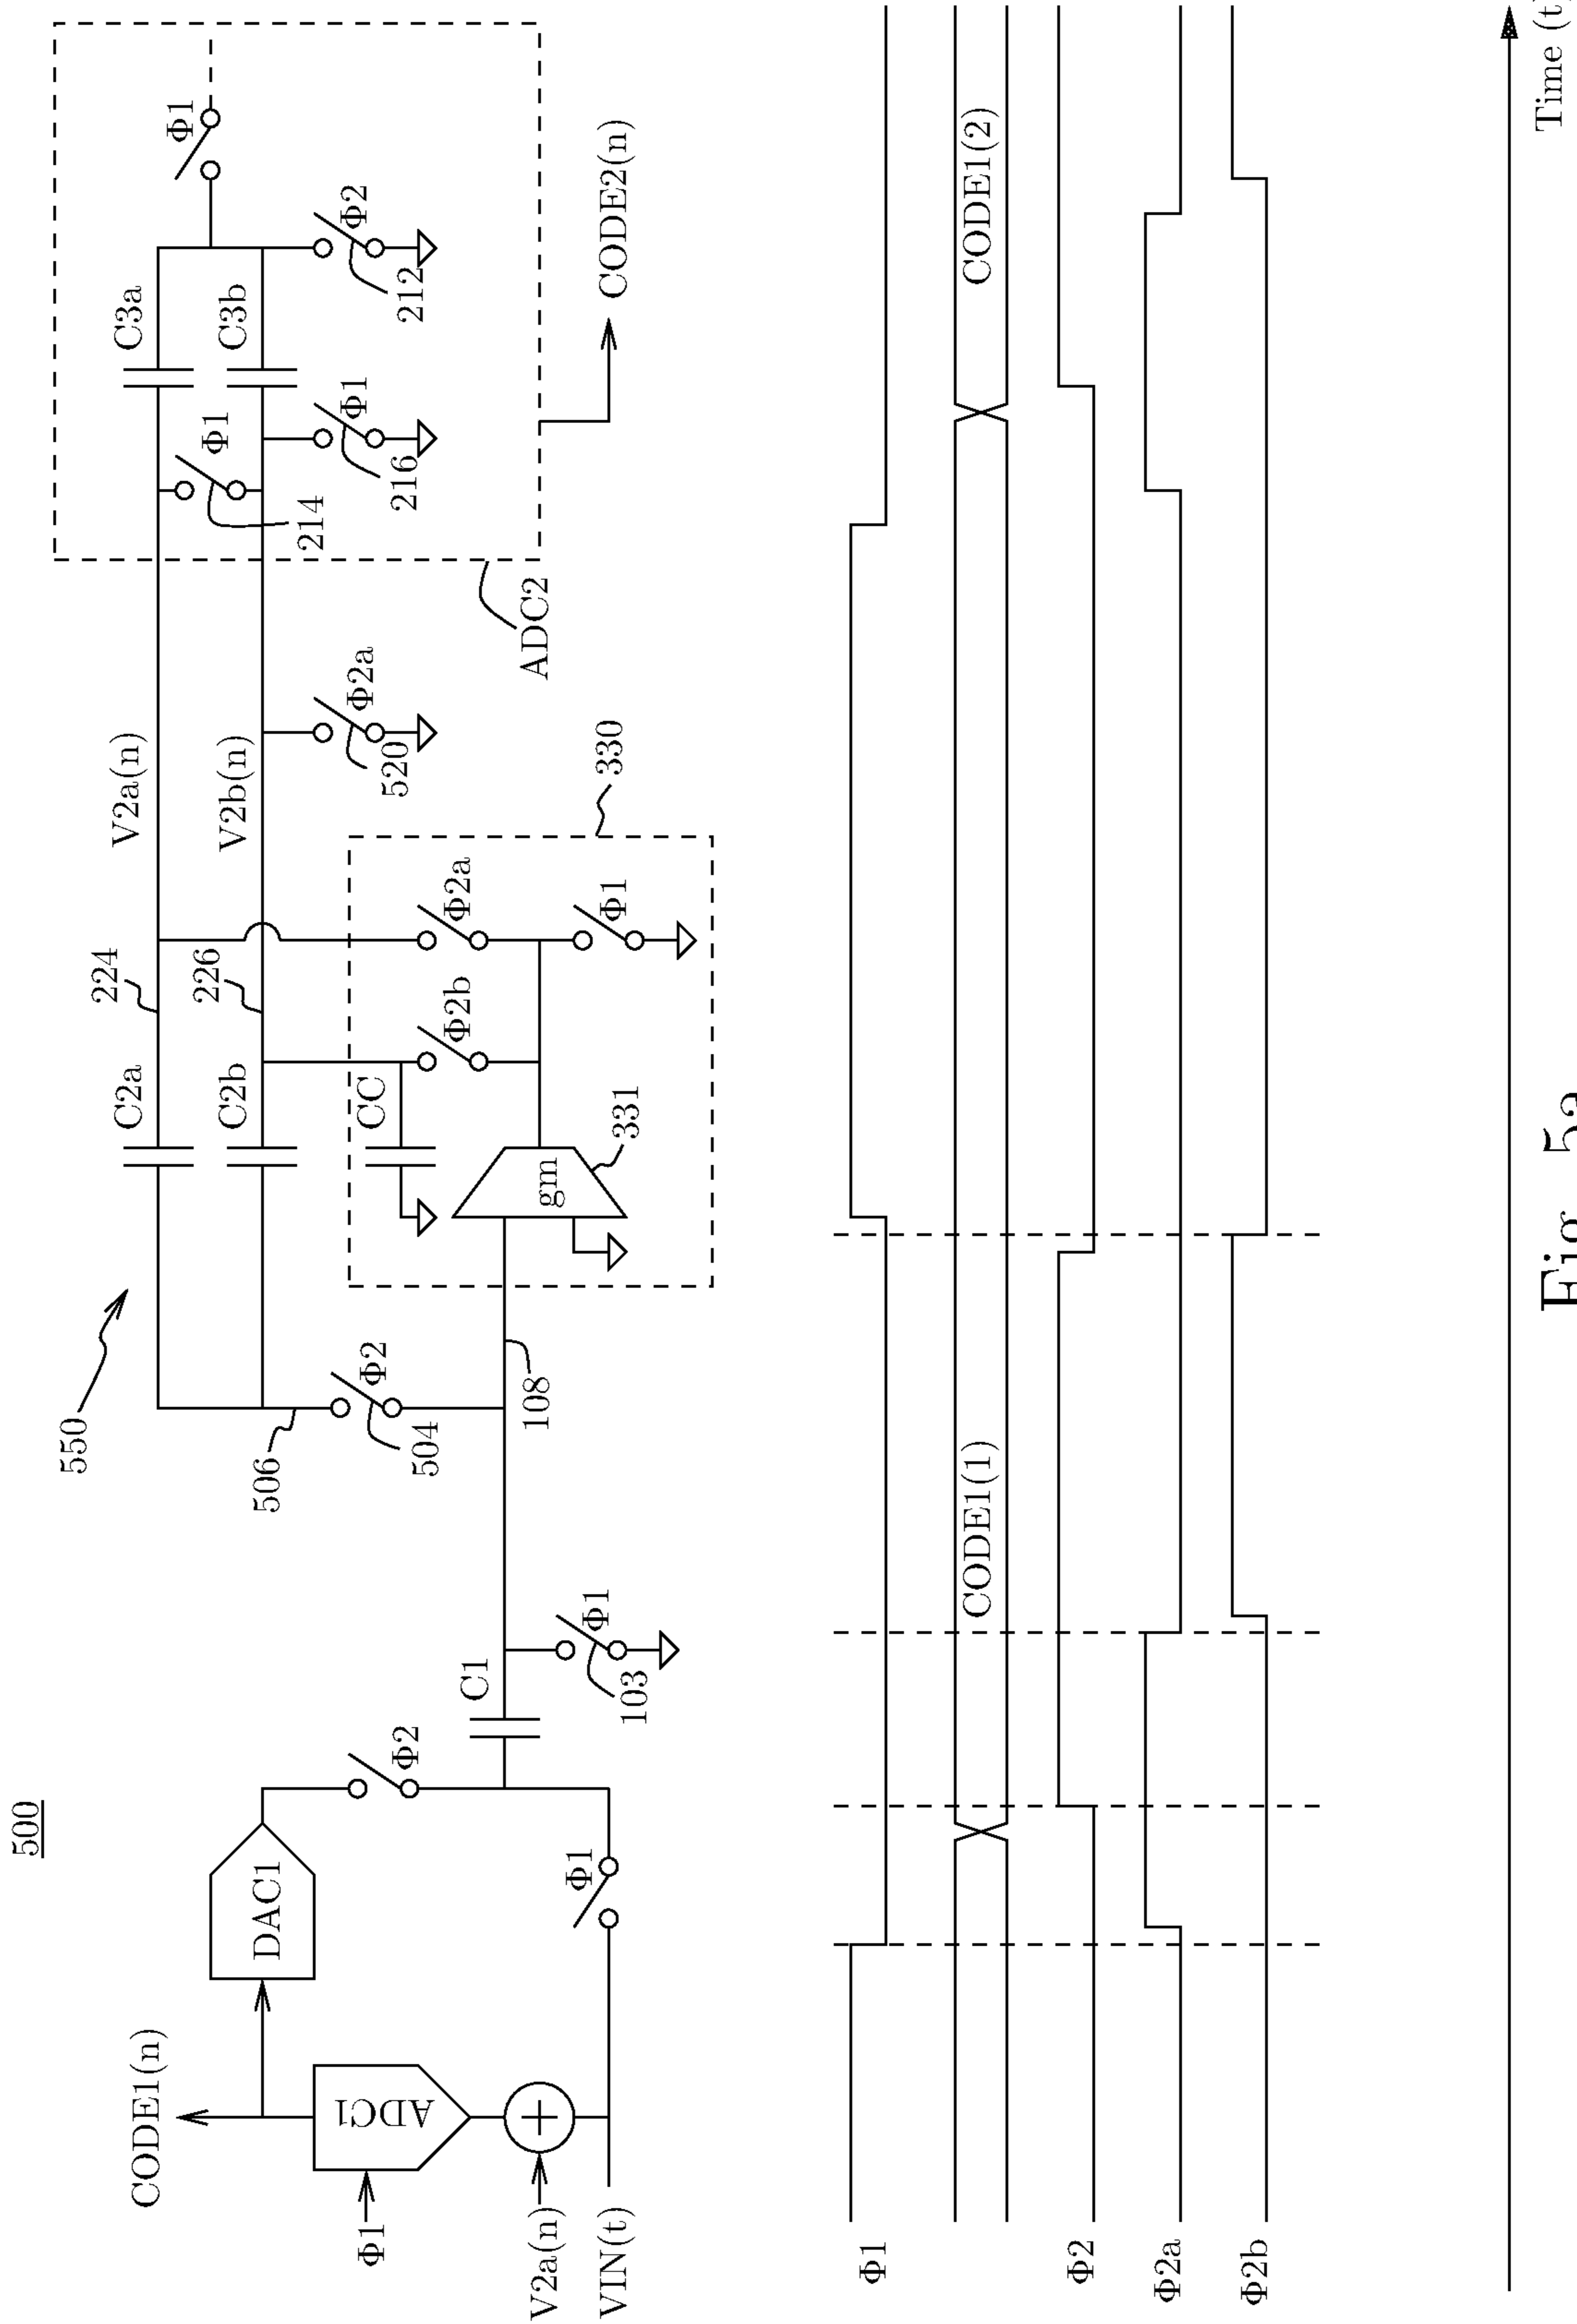 500
CODE1(n)
Φ1
ADC1
DAC1
V2a(n)
VIN(t)
Φ1
Φ2
C1
Φ1
103
550
506
504
Φ2
108
C2a
C2b
CC
gm
331
224
226
Φ2b
Φ2a
Φ1
330
V2a(n)
V2b(n)
Φ2a
520
ADC2
214
Φ1
216
Φ1
C3a
C3b
212
Φ2
Φ1
CODE2(n)
Φ1
CODE1(1)
CODE1(2)
Φ2
Φ2a
Φ2b
Time (t)
Fig. 5a